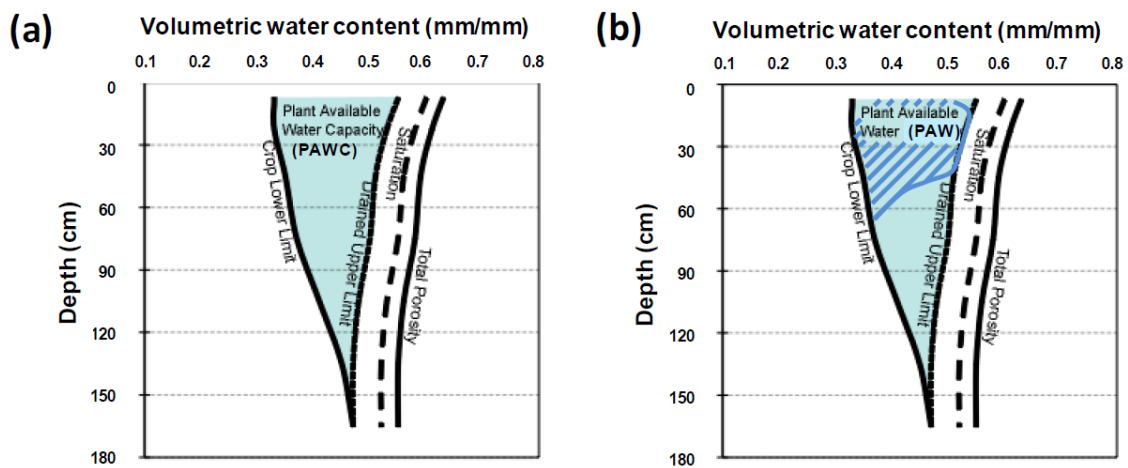 (a)
Volumetric water content (mm/mm)
0.1 0.2 0.3 0.4 0.5 0.6 0.7 0.8
0
30
60
90
120
150
180
Depth (cm)
Plant Available
Water Capacity
(PAWC)
Crop Lower Limit
Drained Upper Limit
Saturation
Total Porosity
(b)
Volumetric water content (mm/mm)
0.1 0.2 0.3 0.4 0.5 0.6 0.7 0.8
0
30
60
90
120
150
180
Depth (cm)
Plant Available
Water (PAW)
Crop Lower Limit
Drained Upper Limit
Saturation
Total Porosity